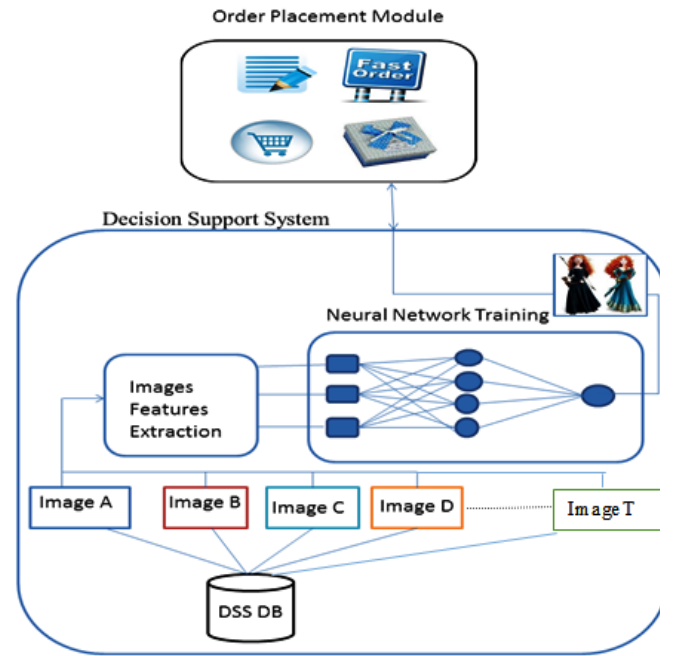 Order Placement Module
Fast
Order
Decision Support System
Neural Network Training
Images
Features
Extraction
Image A
Image B
Image C
Image D
Image T
DSS DB